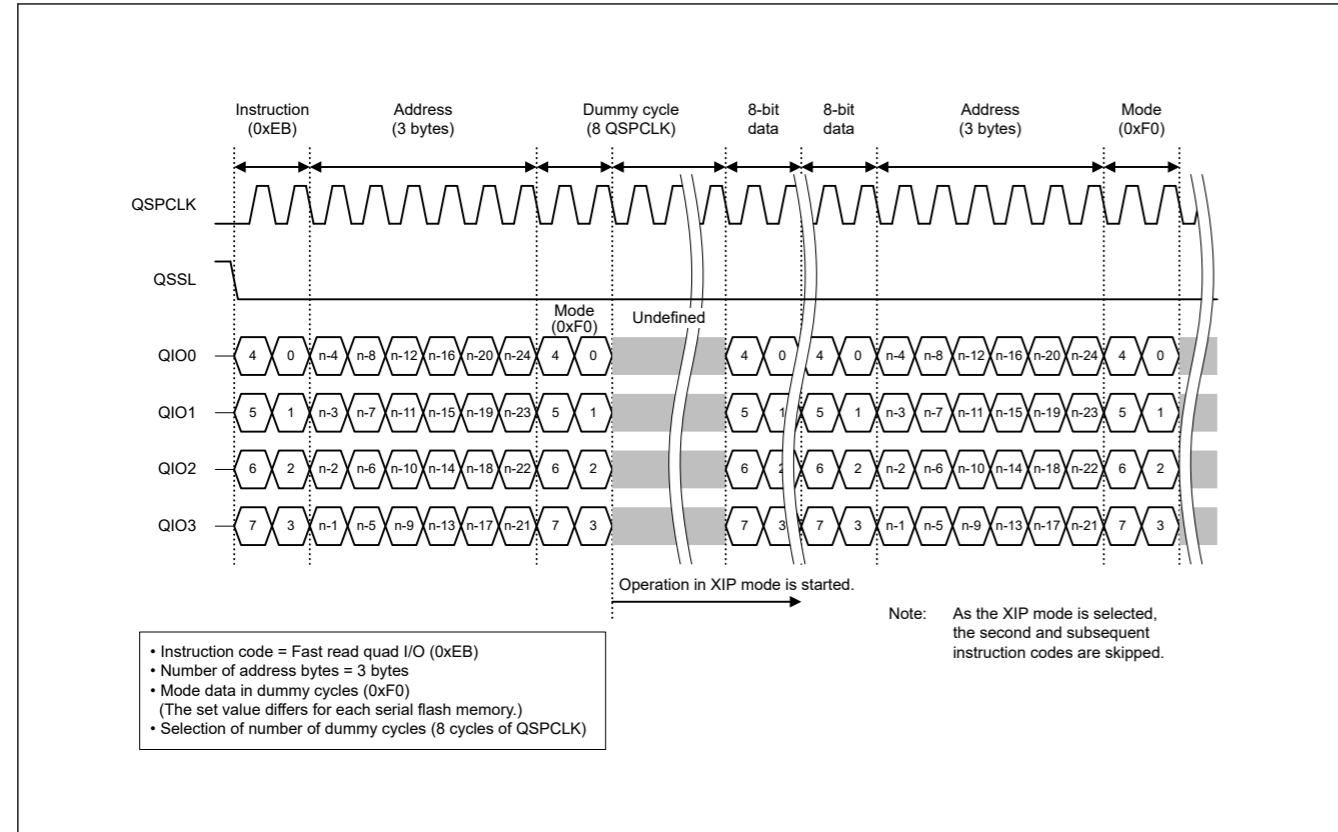 Instruction Address Dummy cycle 8-bit 8-bit Address Mode
(0xEB) (3 bytes) (8 QSPCLK) data data (3 bytes) (0xF0)
QSPCLK
QSSL
Mode
(0xF0) Undefined
QIO0 4 0 n-4 n-8 n-12 n-16 n-20 n-24 4 0 4 0 4 0 n-4 n-8 n-12 n-16 n-20 n-24 4 0
QIO1 5 1 n-3 n-7 n-11 n-15 n-19 n-23 5 1 5 1 5 1 n-3 n-7 n-11 n-15 n-19 n-23 5 1
QIO2 6 2 n-2 n-6 n-10 n-14 n-18 n-22 6 2 6 2 6 2 n-2 n-6 n-10 n-14 n-18 n-22 6 2
QIO3 7 3 n-1 n-5 n-9 n-13 n-17 n-21 7 3 7 3 7 3 n-1 n-5 n-9 n-13 n-17 n-21 7 3
Operation in XIP mode is started.
Note: As the XIP mode is selected,
the second and subsequent
instruction codes are skipped.
• Instruction code = Fast read quad I/O (0xEB)
• Number of address bytes = 3 bytes
• Mode data in dummy cycles (0xF0)
(The set value differs for each serial flash memory.)
• Selection of number of dummy cycles (8 cycles of QSPCLK)